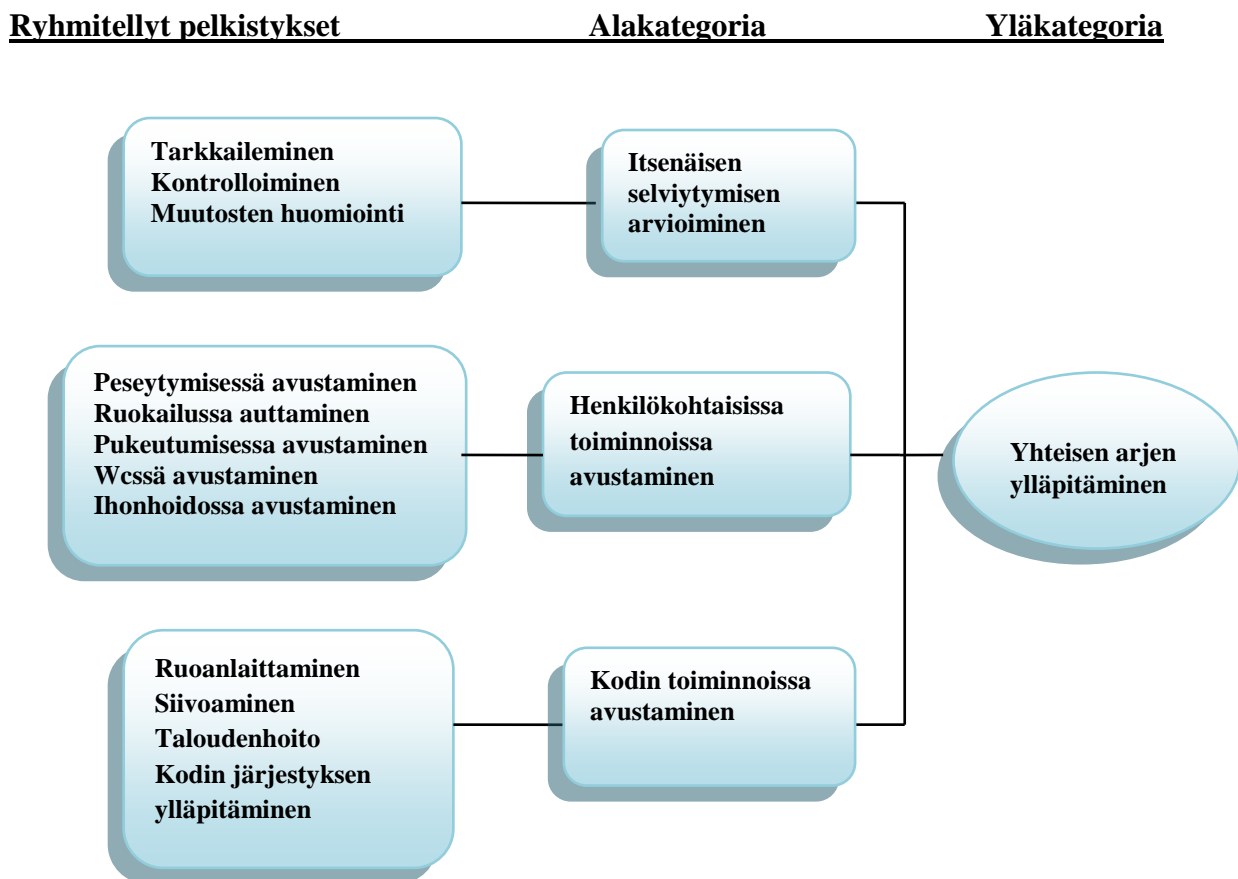 Ryhmitellyt pelkistykset Alakategoria Yläkategoria
Tarkkaileminen
Kontrolloiminen
Muutosten huomiointi
Itsenäisen
selviytymisen
arvioiminen
Peseytymisessä avustaminen
Ruokailussa auttaminen
Pukeutumisessa avustaminen
Wcssä avustaminen
Ihonhoidossa avustaminen
Henkilökohtaisissa
toiminnoissa
avustaminen
Yhteisen arjen
ylläpitäminen
Ruoanlaittaminen
Siivoaminen
Taloudenhoito
Kodin järjestyksen
ylläpitäminen
Kodin toiminnoissa
avustaminen